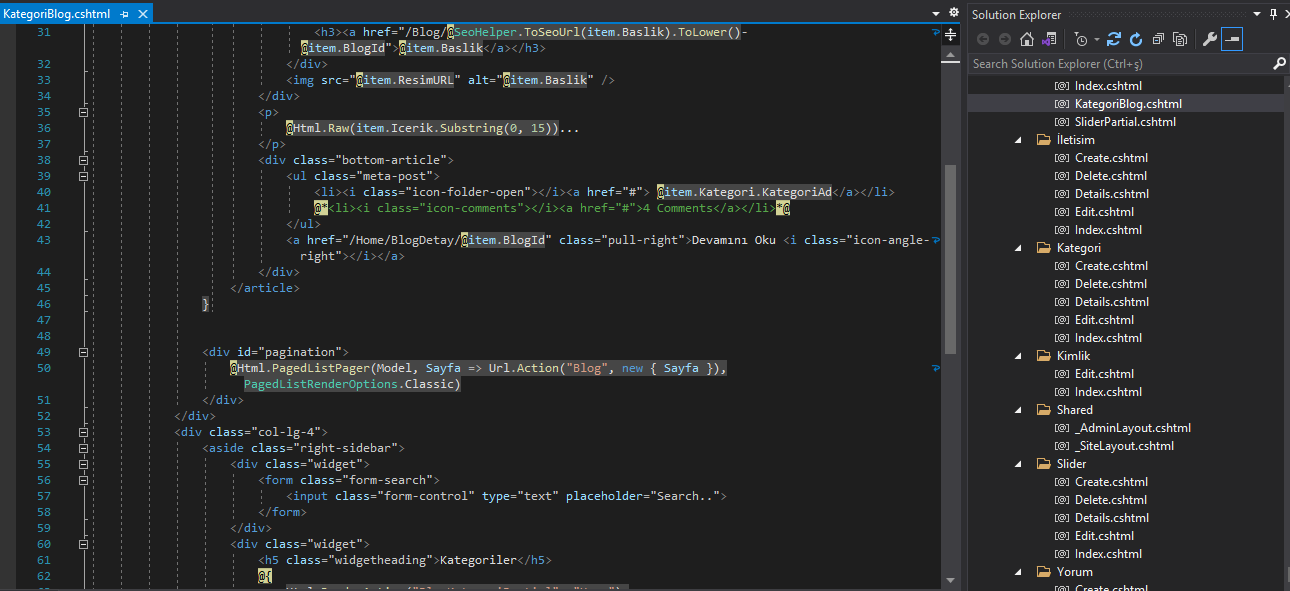 KategoriBlog.cshtml
31 <h3><a href="/Blog/@SeoHelper.ToSeoUrl(item.Baslik).ToLower()-
@item.BlogId">@item.Baslik</a></h3>
32 </div>
33 <img src="@item.ResimURL" alt="@item.Baslik" />
34 </div>
35 <p>
36 @Html.Raw(item.Icerik.Substring(0, 15))...
37 </p>
38 <div class="bottom-article">
39 <ul class="meta-post">
40 <li><i class="icon-folder-open"></i><a href="#"> @item.Kategori.KategoriAd</a></li>
41 @*<li><i class="icon-comments"></i><a href="#">4 Comments</a></li>*@
42 </ul>
43 <a href="/Home/BlogDetay/@item.BlogId" class="pull-right">Devamını Oku <i class="icon-angle-
right"></i></a>
44 </div>
45 </article>
46 }
47
48
49 <div id="pagination">
50 @Html.PagedListPager(Model, Sayfa => Url.Action("Blog", new { Sayfa }),
PagedListRenderOptions.Classic)
51 </div>
52 </div>
53 <div class="col-lg-4">
54 <aside class="right-sidebar">
55 <div class="widget">
56 <form class="form-search">
57 <input class="form-control" type="text" placeholder="Search..">
58 </form>
59 </div>
60 <div class="widget">
61 <h5 class="widgetheading">Kategoriler</h5>
62 @{
Solution Explorer
Search Solution Explorer (Ctrl+ş)
Index.cshtml
KategoriBlog.cshtml
SliderPartial.cshtml
İletisim
Create.cshtml
Delete.cshtml
Details.cshtml
Edit.cshtml
Index.cshtml
Kategori
Create.cshtml
Delete.cshtml
Details.cshtml
Edit.cshtml
Index.cshtml
Kimlik
Edit.cshtml
Index.cshtml
Shared
_AdminLayout.cshtml
_SiteLayout.cshtml
Slider
Create.cshtml
Delete.cshtml
Details.cshtml
Edit.cshtml
Index.cshtml
Yorum
Create.cshtml